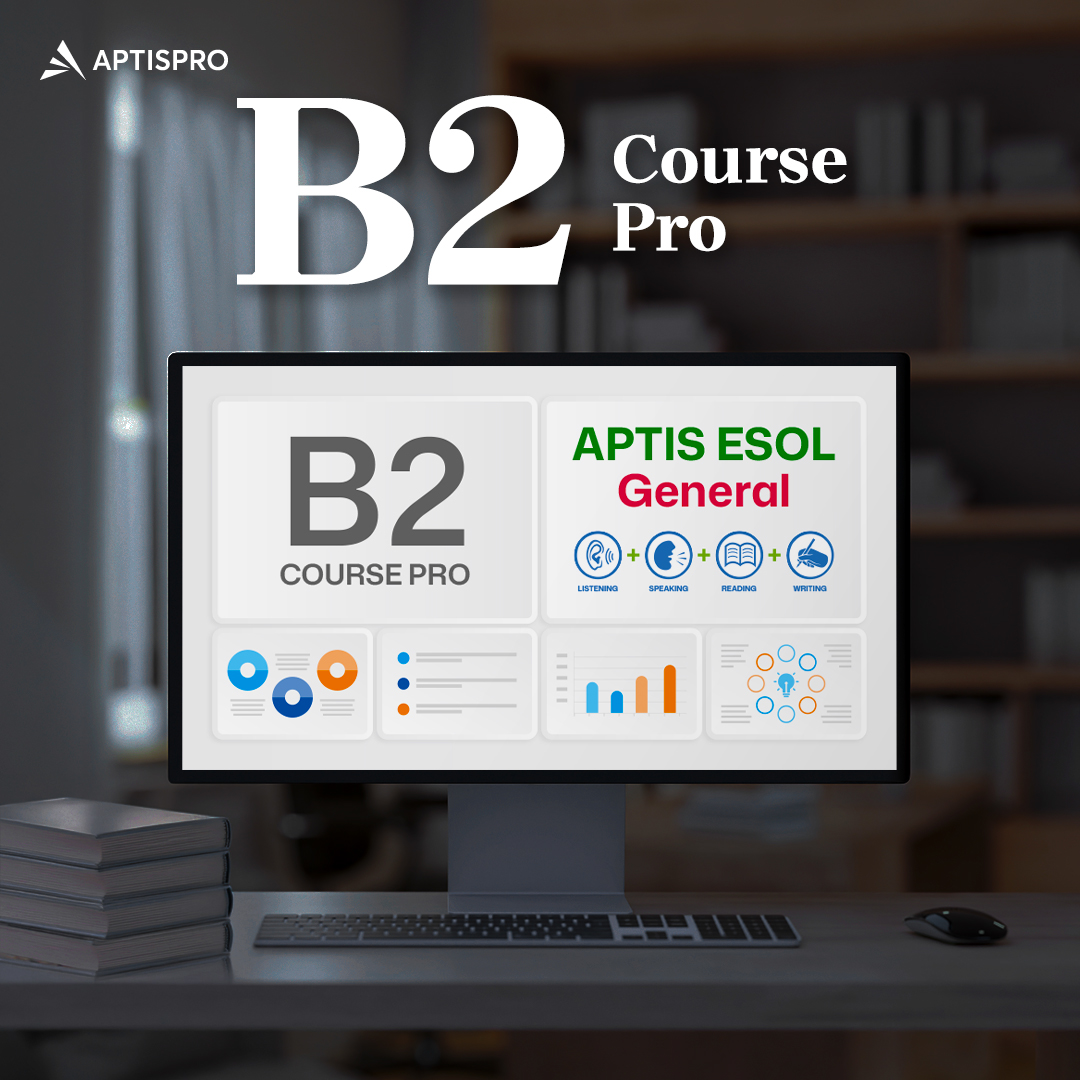 APTISPRO
B2
Course
Pro
B2
COURSE PRO
APTIS ESOL
General
LISTENING + SPEAKING + READING + WRITING